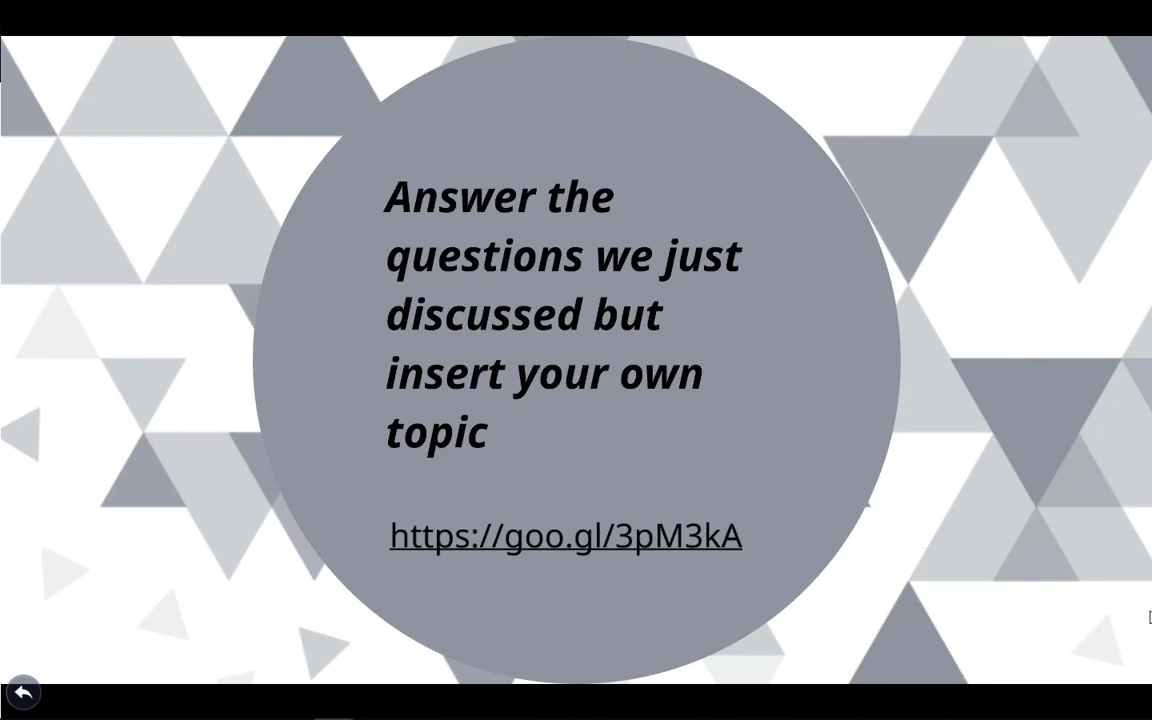 Answer the
questions we just
discussed but
insert your own
topic
https://goo.gl/3pM3kA